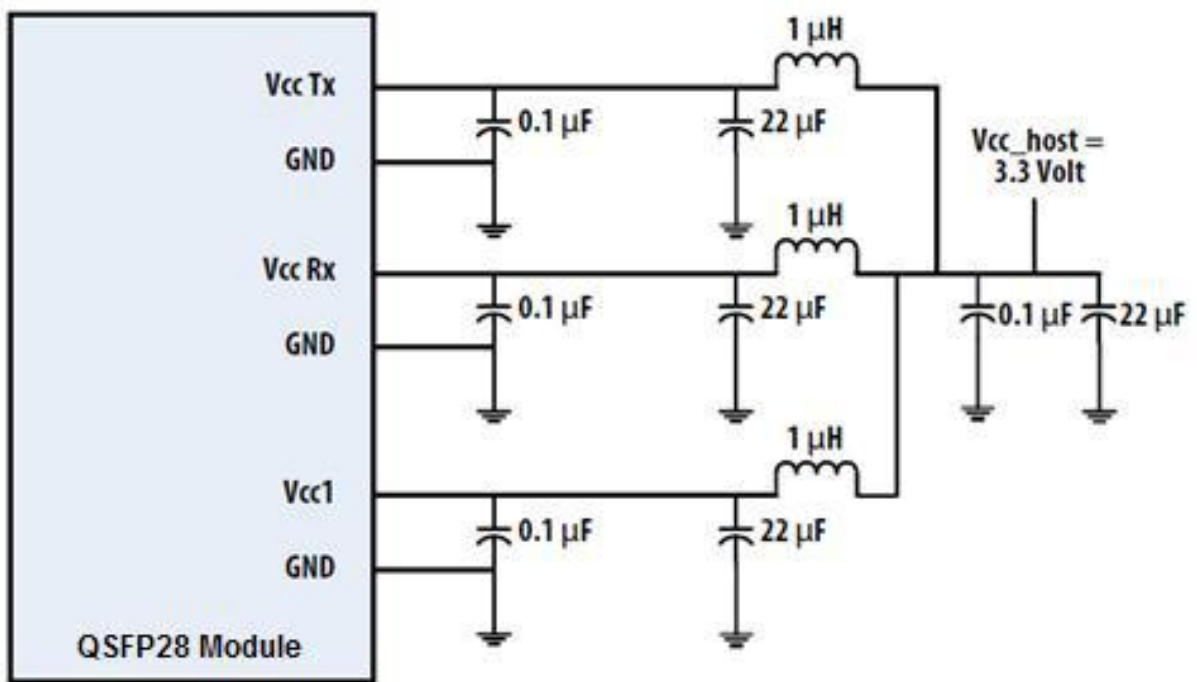 1 µH
Vcc Tx
0.1 µF
22 µF
GND
Vcc_host =
3.3 Volt
1 µH
Vcc Rx
0.1 µF
22 µF
0.1 µF
22 µF
GND
1 µH
Vcc1
0.1 µF
22 µF
GND
QSFP28 Module